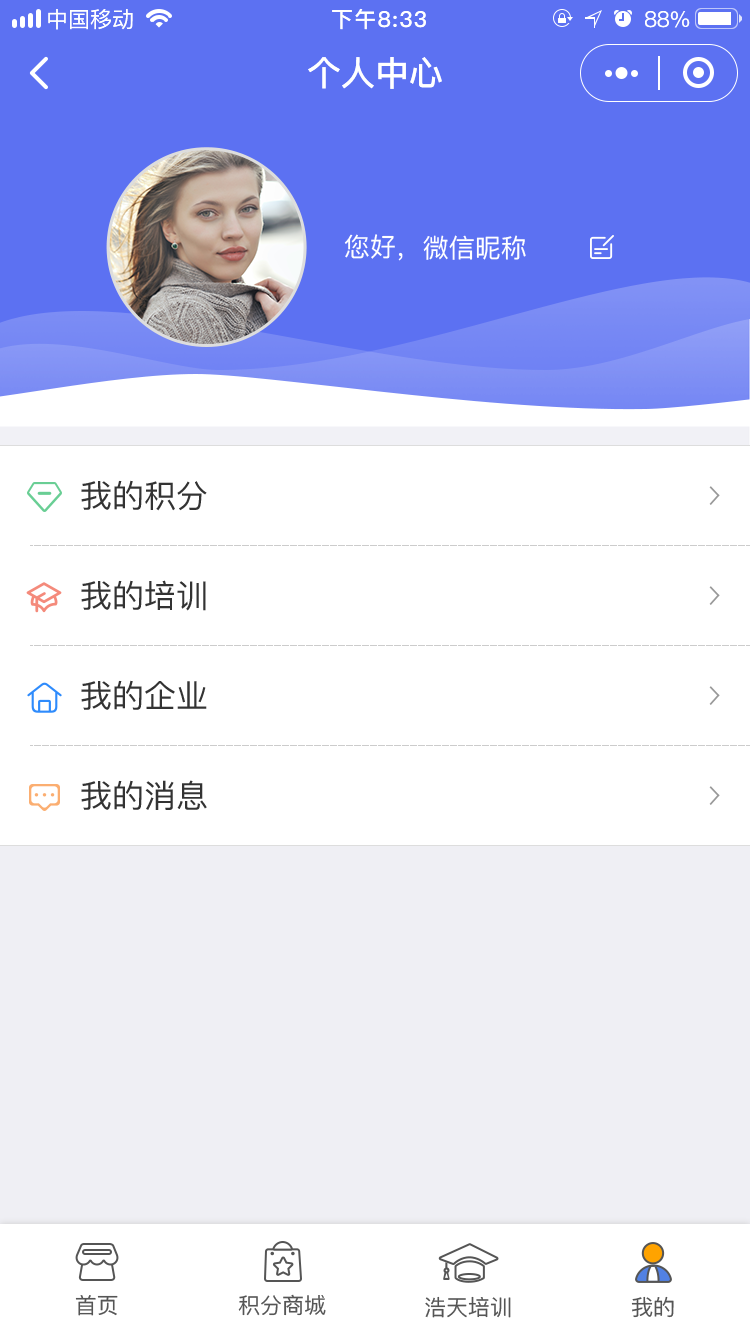 中国移动 下午8:33 88%
个人中心
您好，微信昵称
我的积分
我的培训
我的企业
我的消息
首页 积分商城 浩天培训 我的